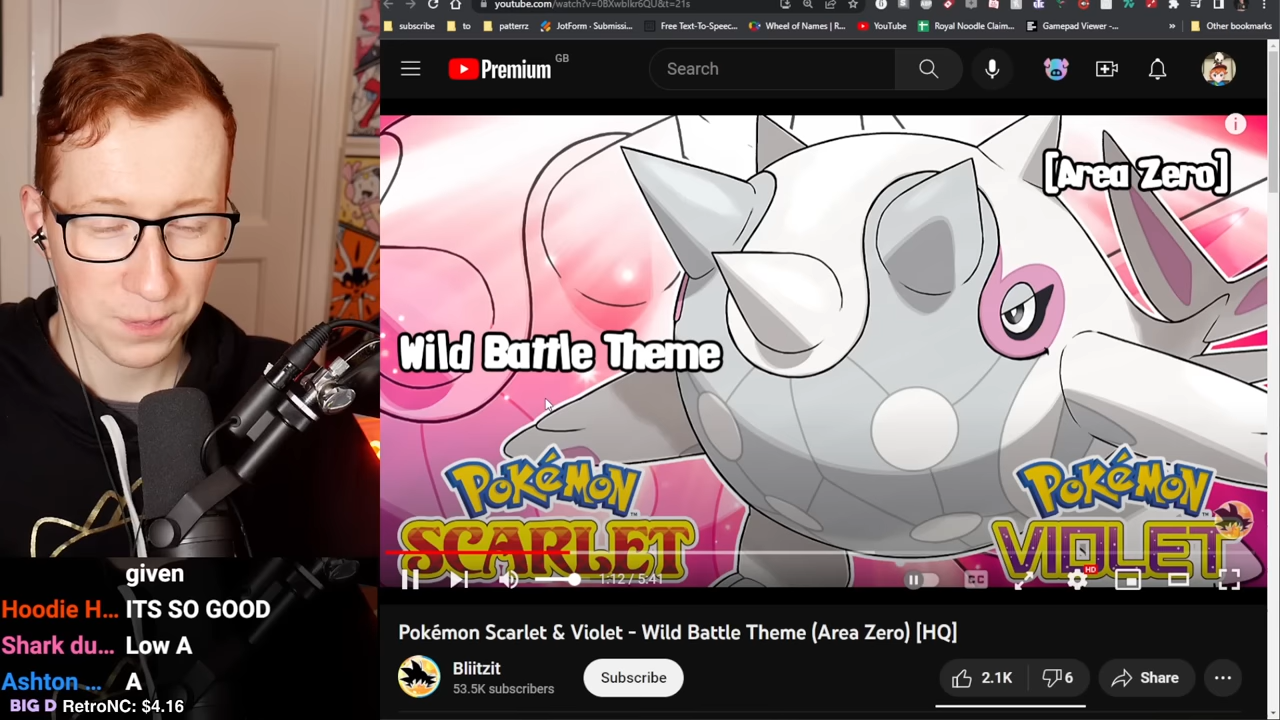 youtube.com/watch?v=0BXwblkr6QU&t=21s
subscribe to patterrz JotForm - Submissi... Free Text-To-Speec... Wheel of Names | R... YouTube Royal Noodle Claim... Gamepad Viewer -... » Other bookmarks
Premium GB Search
[Area Zero]
Wild Battle Theme
POKÉMON POKÉMON
SCARLET VIOLET
1:12 / 5:41 CC HD
given
Hoodie H... ITS SO GOOD
Shark du... Low A
Ashton ... A
BIG D RetroNC: $4.16
Pokémon Scarlet & Violet - Wild Battle Theme (Area Zero) [HQ]
Bliitzit
53.5K subscribers
Subscribe
2.1K 6 Share